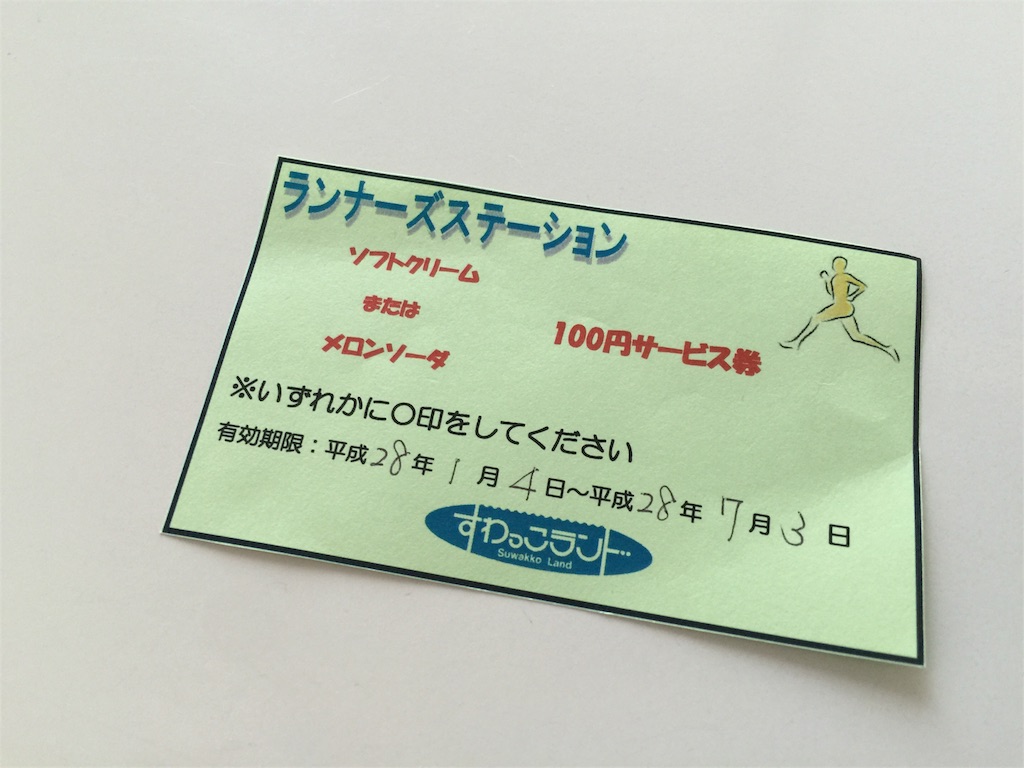 ランナーズステーション
ソフトクリーム
または
メロンソーダ
100円サービス券
※いずれかに○印をしてください
有効期限:平成28年1月4日~平成28年7月3日
すわっこランド
Suwakko Land